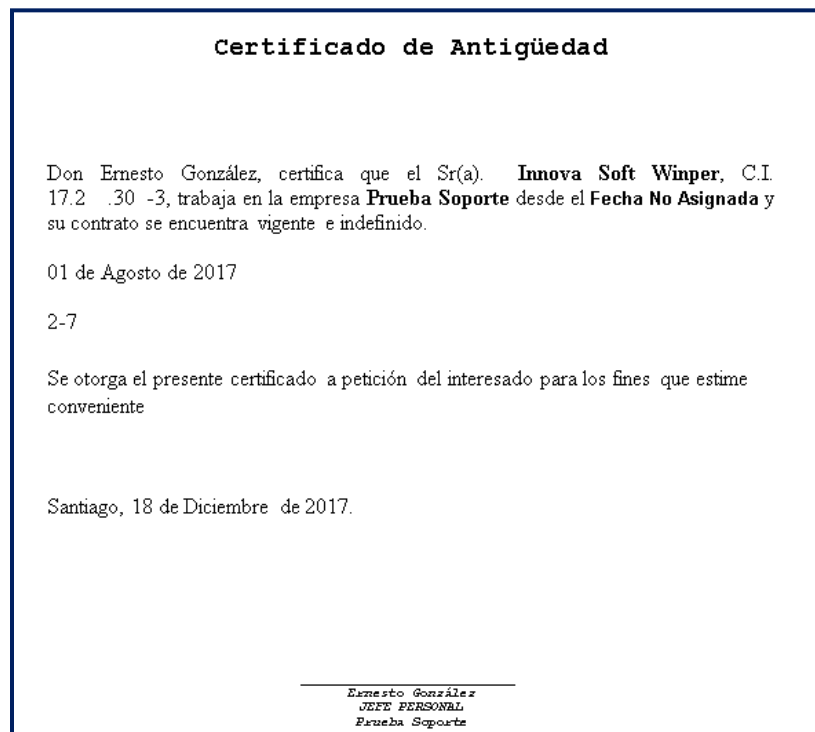 Certificado de Antigüedad
Don Ernesto González, certifica que el Sr(a). Innova Soft Winper, C.I.
17.2 .30 -3, trabaja en la empresa Prueba Soporte desde el Fecha No Asignada y
su contrato se encuentra vigente e indefinido.
01 de Agosto de 2017
2-7
Se otorga el presente certificado a petición del interesado para los fines que estime
conveniente
Santiago, 18 de Diciembre de 2017.
Ernesto González
JEFE PERSONAL
Prueba Soporte